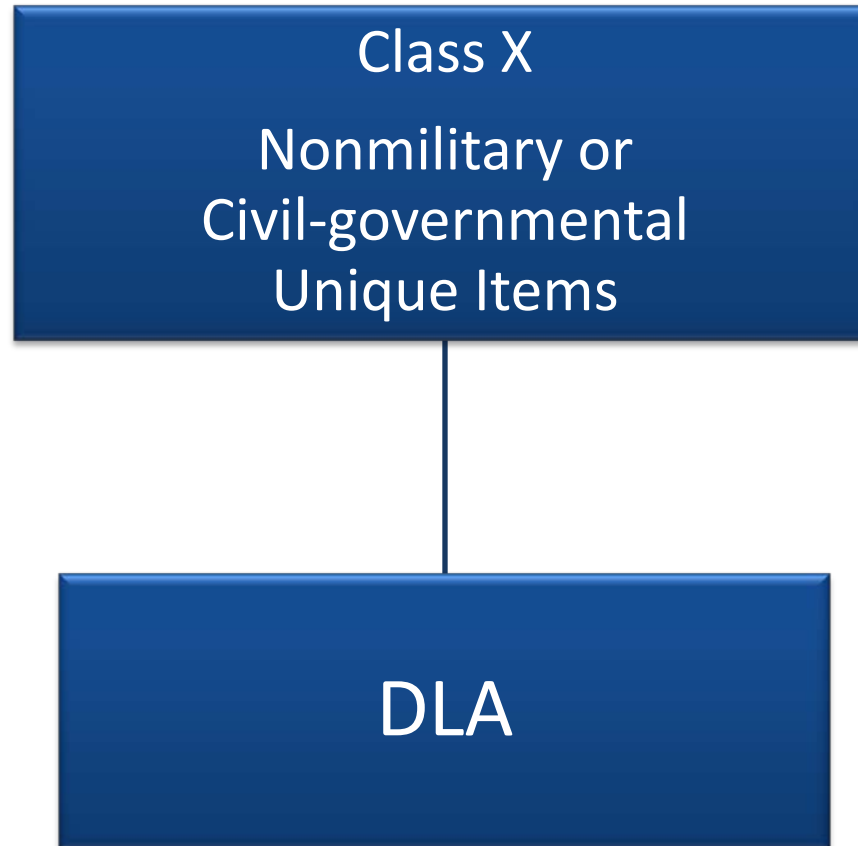 Class X
Nonmilitary or
Civil-governmental
Unique Items
DLA